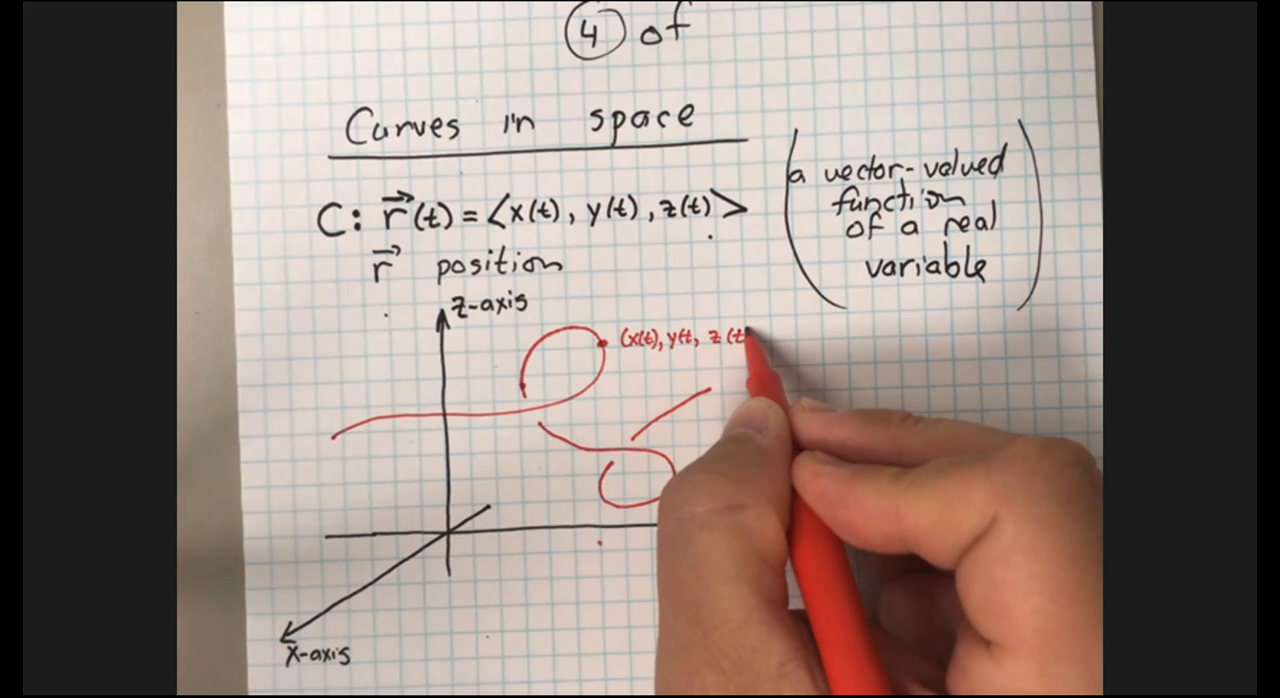 ④ of
Curves in space
C: r⃗(t) = ⟨x(t), y(t), z(t)⟩
(a vector-valued
function
of a real
variable)
r⃗ position
z-axis
(x(t), y(t, z(t)
x-axis